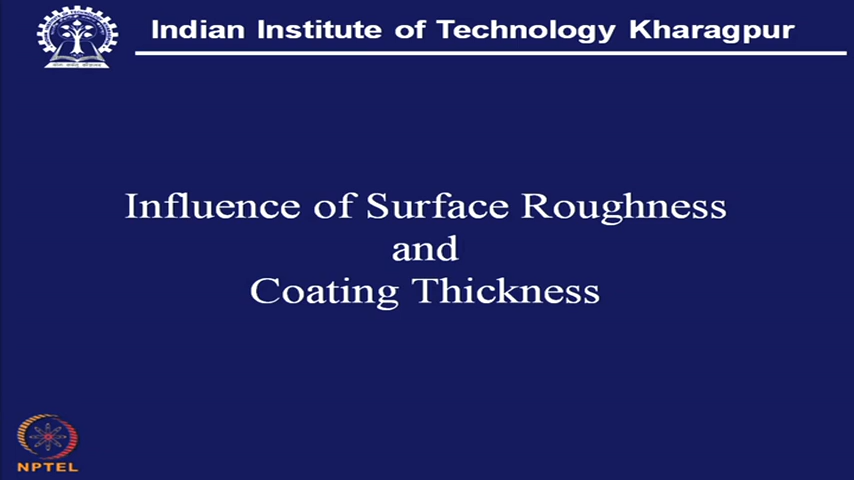 Indian Institute of Technology Kharagpur
Influence of Surface Roughness
and
Coating Thickness
NPTEL